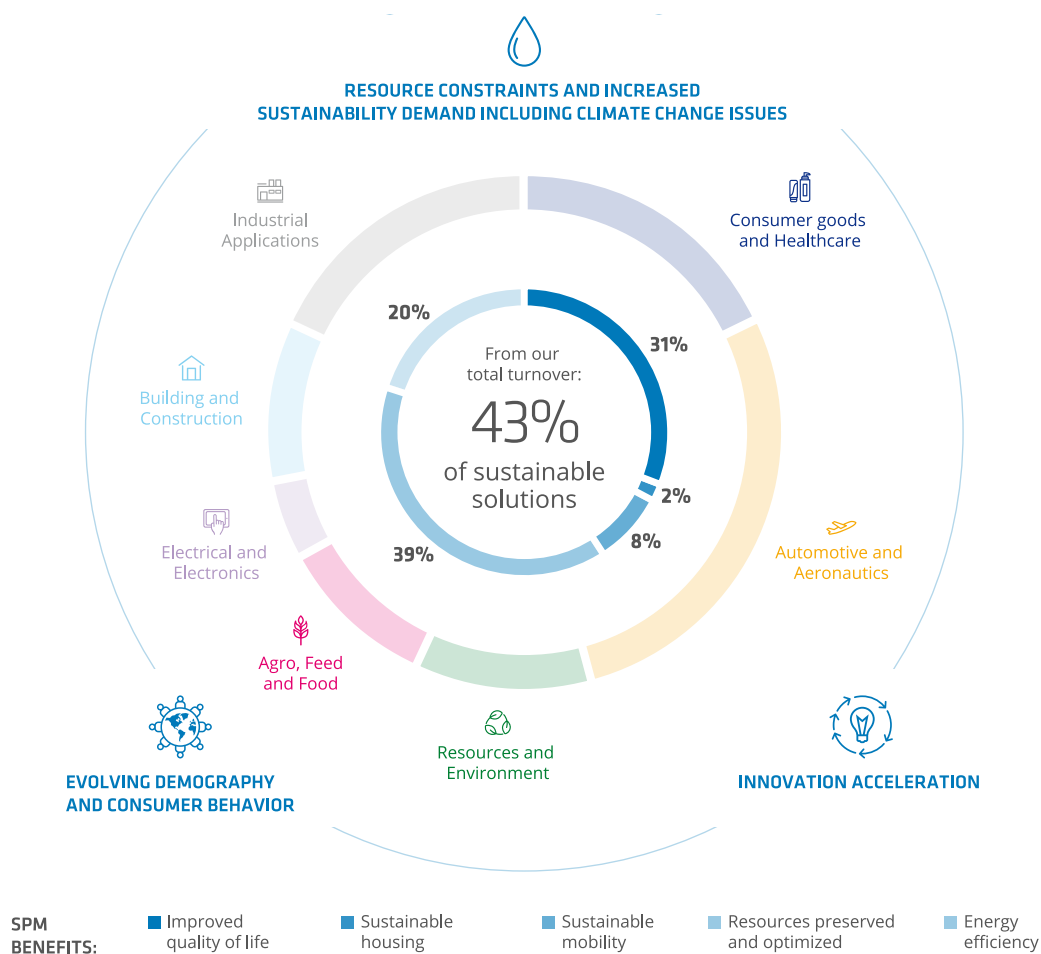 RESOURCE CONSTRAINTS AND INCREASED
SUSTAINABILITY DEMAND INCLUDING CLIMATE CHANGE ISSUES
Industrial
Applications
Consumer goods
and Healthcare
20%
31%
From our
total turnover:
43%
of sustainable
solutions
Building and
Construction
2%
8%
39%
Electrical and
Electronics
Automotive and
Aeronautics
Agro, Feed
and Food
Resources and
Environment
EVOLVING DEMOGRAPHY
AND CONSUMER BEHAVIOR
INNOVATION ACCELERATION
SPM
BENEFITS:
Improved
quality of life
Sustainable
housing
Sustainable
mobility
Resources preserved
and optimized
Energy
efficiency